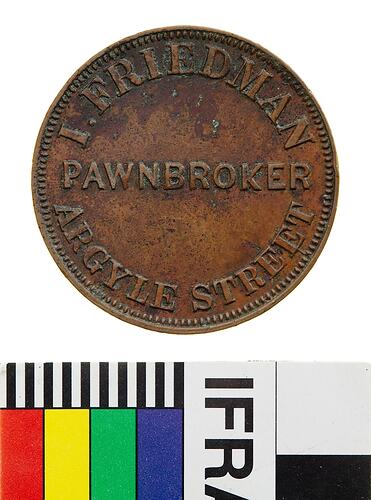 I. FRIEDMAN
PAWNBROKER
ARGYLE STREET
IFRA